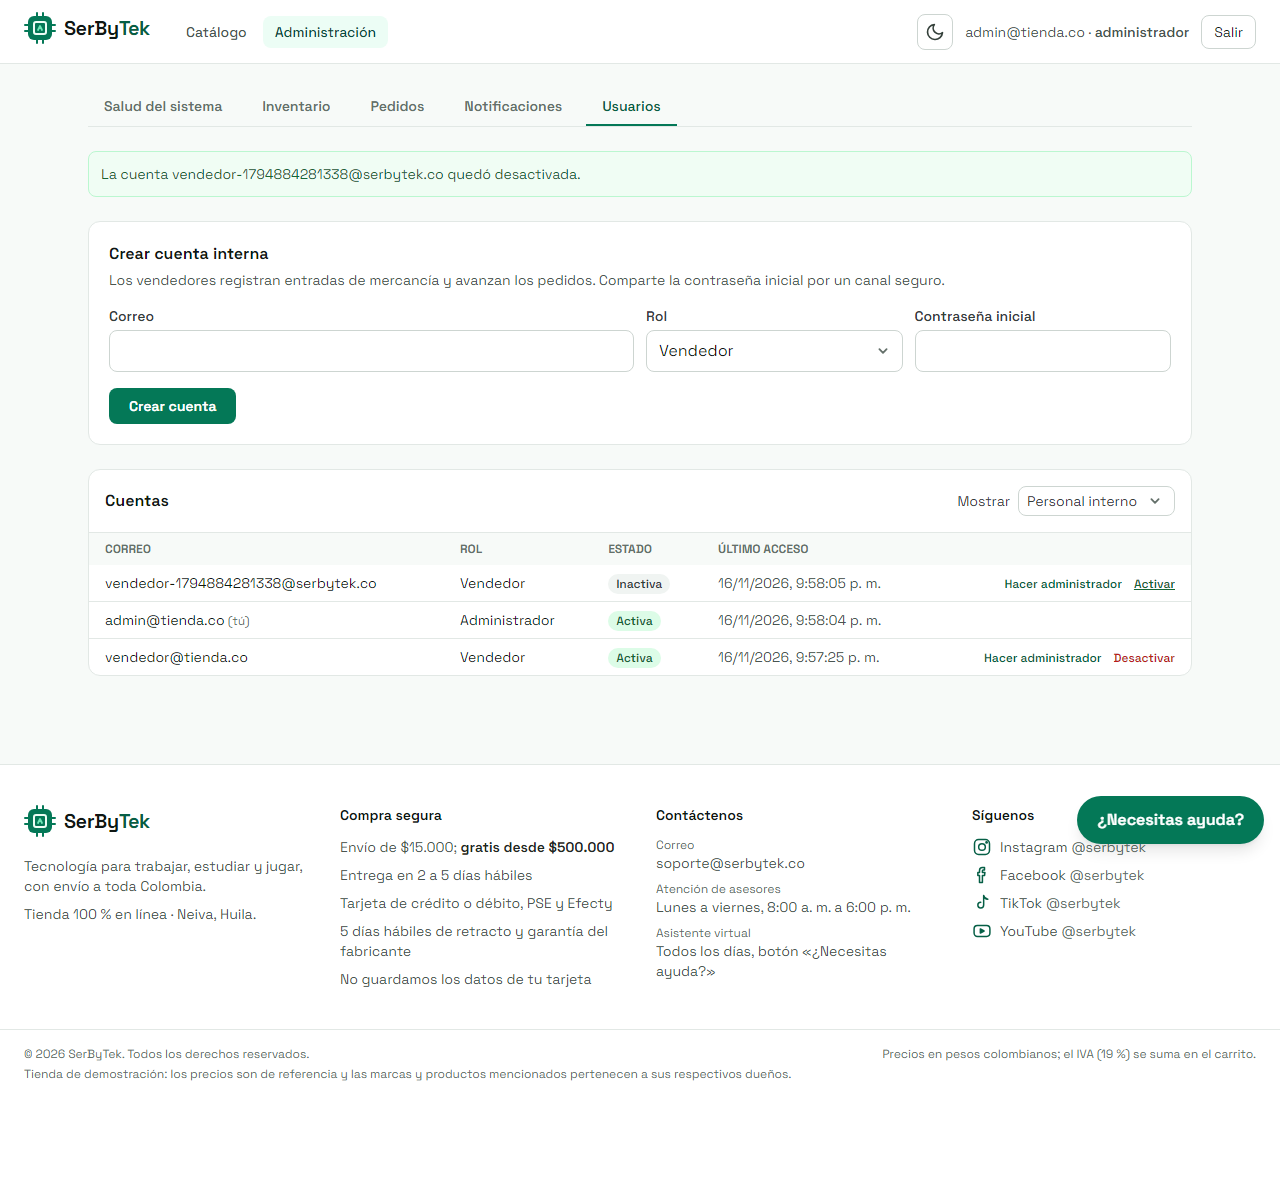 SerByTek
Catálogo
Administración
admin@tienda.co · administrador
Salir
Salud del sistema
Inventario
Pedidos
Notificaciones
Usuarios
La cuenta vendedor-1794884281338@serbytek.co quedó desactivada.
Crear cuenta interna
Los vendedores registran entradas de mercancía y avanzan los pedidos. Comparte la contraseña inicial por un canal seguro.
Correo
Rol
Contraseña inicial
Vendedor
Crear cuenta
Cuentas
Mostrar
Personal interno
CORREO
ROL
ESTADO
ÚLTIMO ACCESO
vendedor-1794884281338@serbytek.co
Vendedor
Inactiva
16/11/2026, 9:58:05 p. m.
Hacer administrador
Activar
admin@tienda.co (tú)
Administrador
Activa
16/11/2026, 9:58:04 p. m.
vendedor@tienda.co
Vendedor
Activa
16/11/2026, 9:57:25 p. m.
Hacer administrador
Desactivar
SerByTek
Tecnología para trabajar, estudiar y jugar,
con envío a toda Colombia.
Tienda 100 % en línea · Neiva, Huila.
Compra segura
Envío de $15.000; gratis desde $500.000
Entrega en 2 a 5 días hábiles
Tarjeta de crédito o débito, PSE y Efecty
5 días hábiles de retracto y garantía del
fabricante
No guardamos los datos de tu tarjeta
Contáctenos
Correo
soporte@serbytek.co
Atención de asesores
Lunes a viernes, 8:00 a. m. a 6:00 p. m.
Asistente virtual
Todos los días, botón «¿Necesitas
ayuda?»
Síguenos
¿Necesitas ayuda?
Instagram @serbytek
Facebook @serbytek
TikTok @serbytek
YouTube @serbytek
© 2026 SerByTek. Todos los derechos reservados.
Precios en pesos colombianos; el IVA (19 %) se suma en el carrito.
Tienda de demostración: los precios son de referencia y las marcas y productos mencionados pertenecen a sus respectivos dueños.